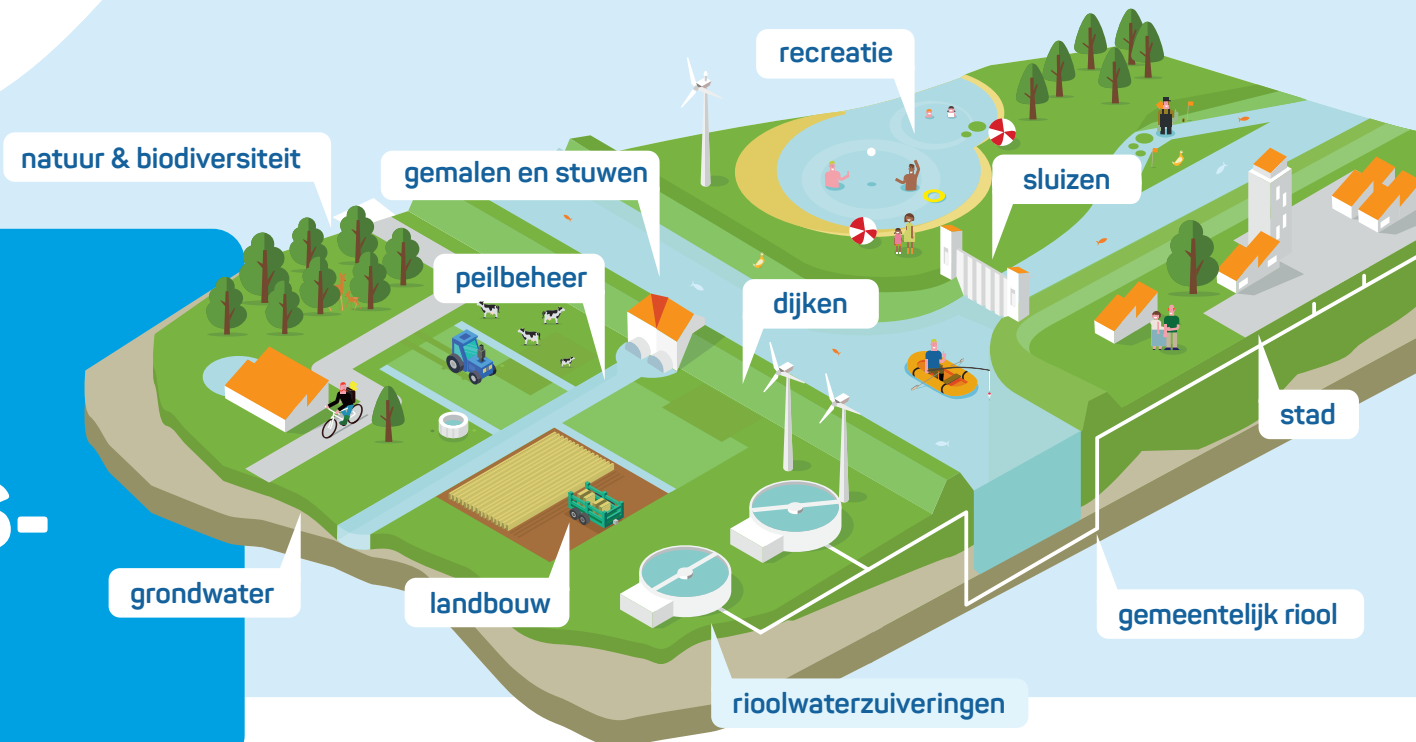 recreatie
natuur & biodiversiteit
gemalen en stuwen
sluizen
peilbeheer
dijken
stad
S-
grondwater
landbouw
gemeentelijk riool
rioolwaterzuiveringen